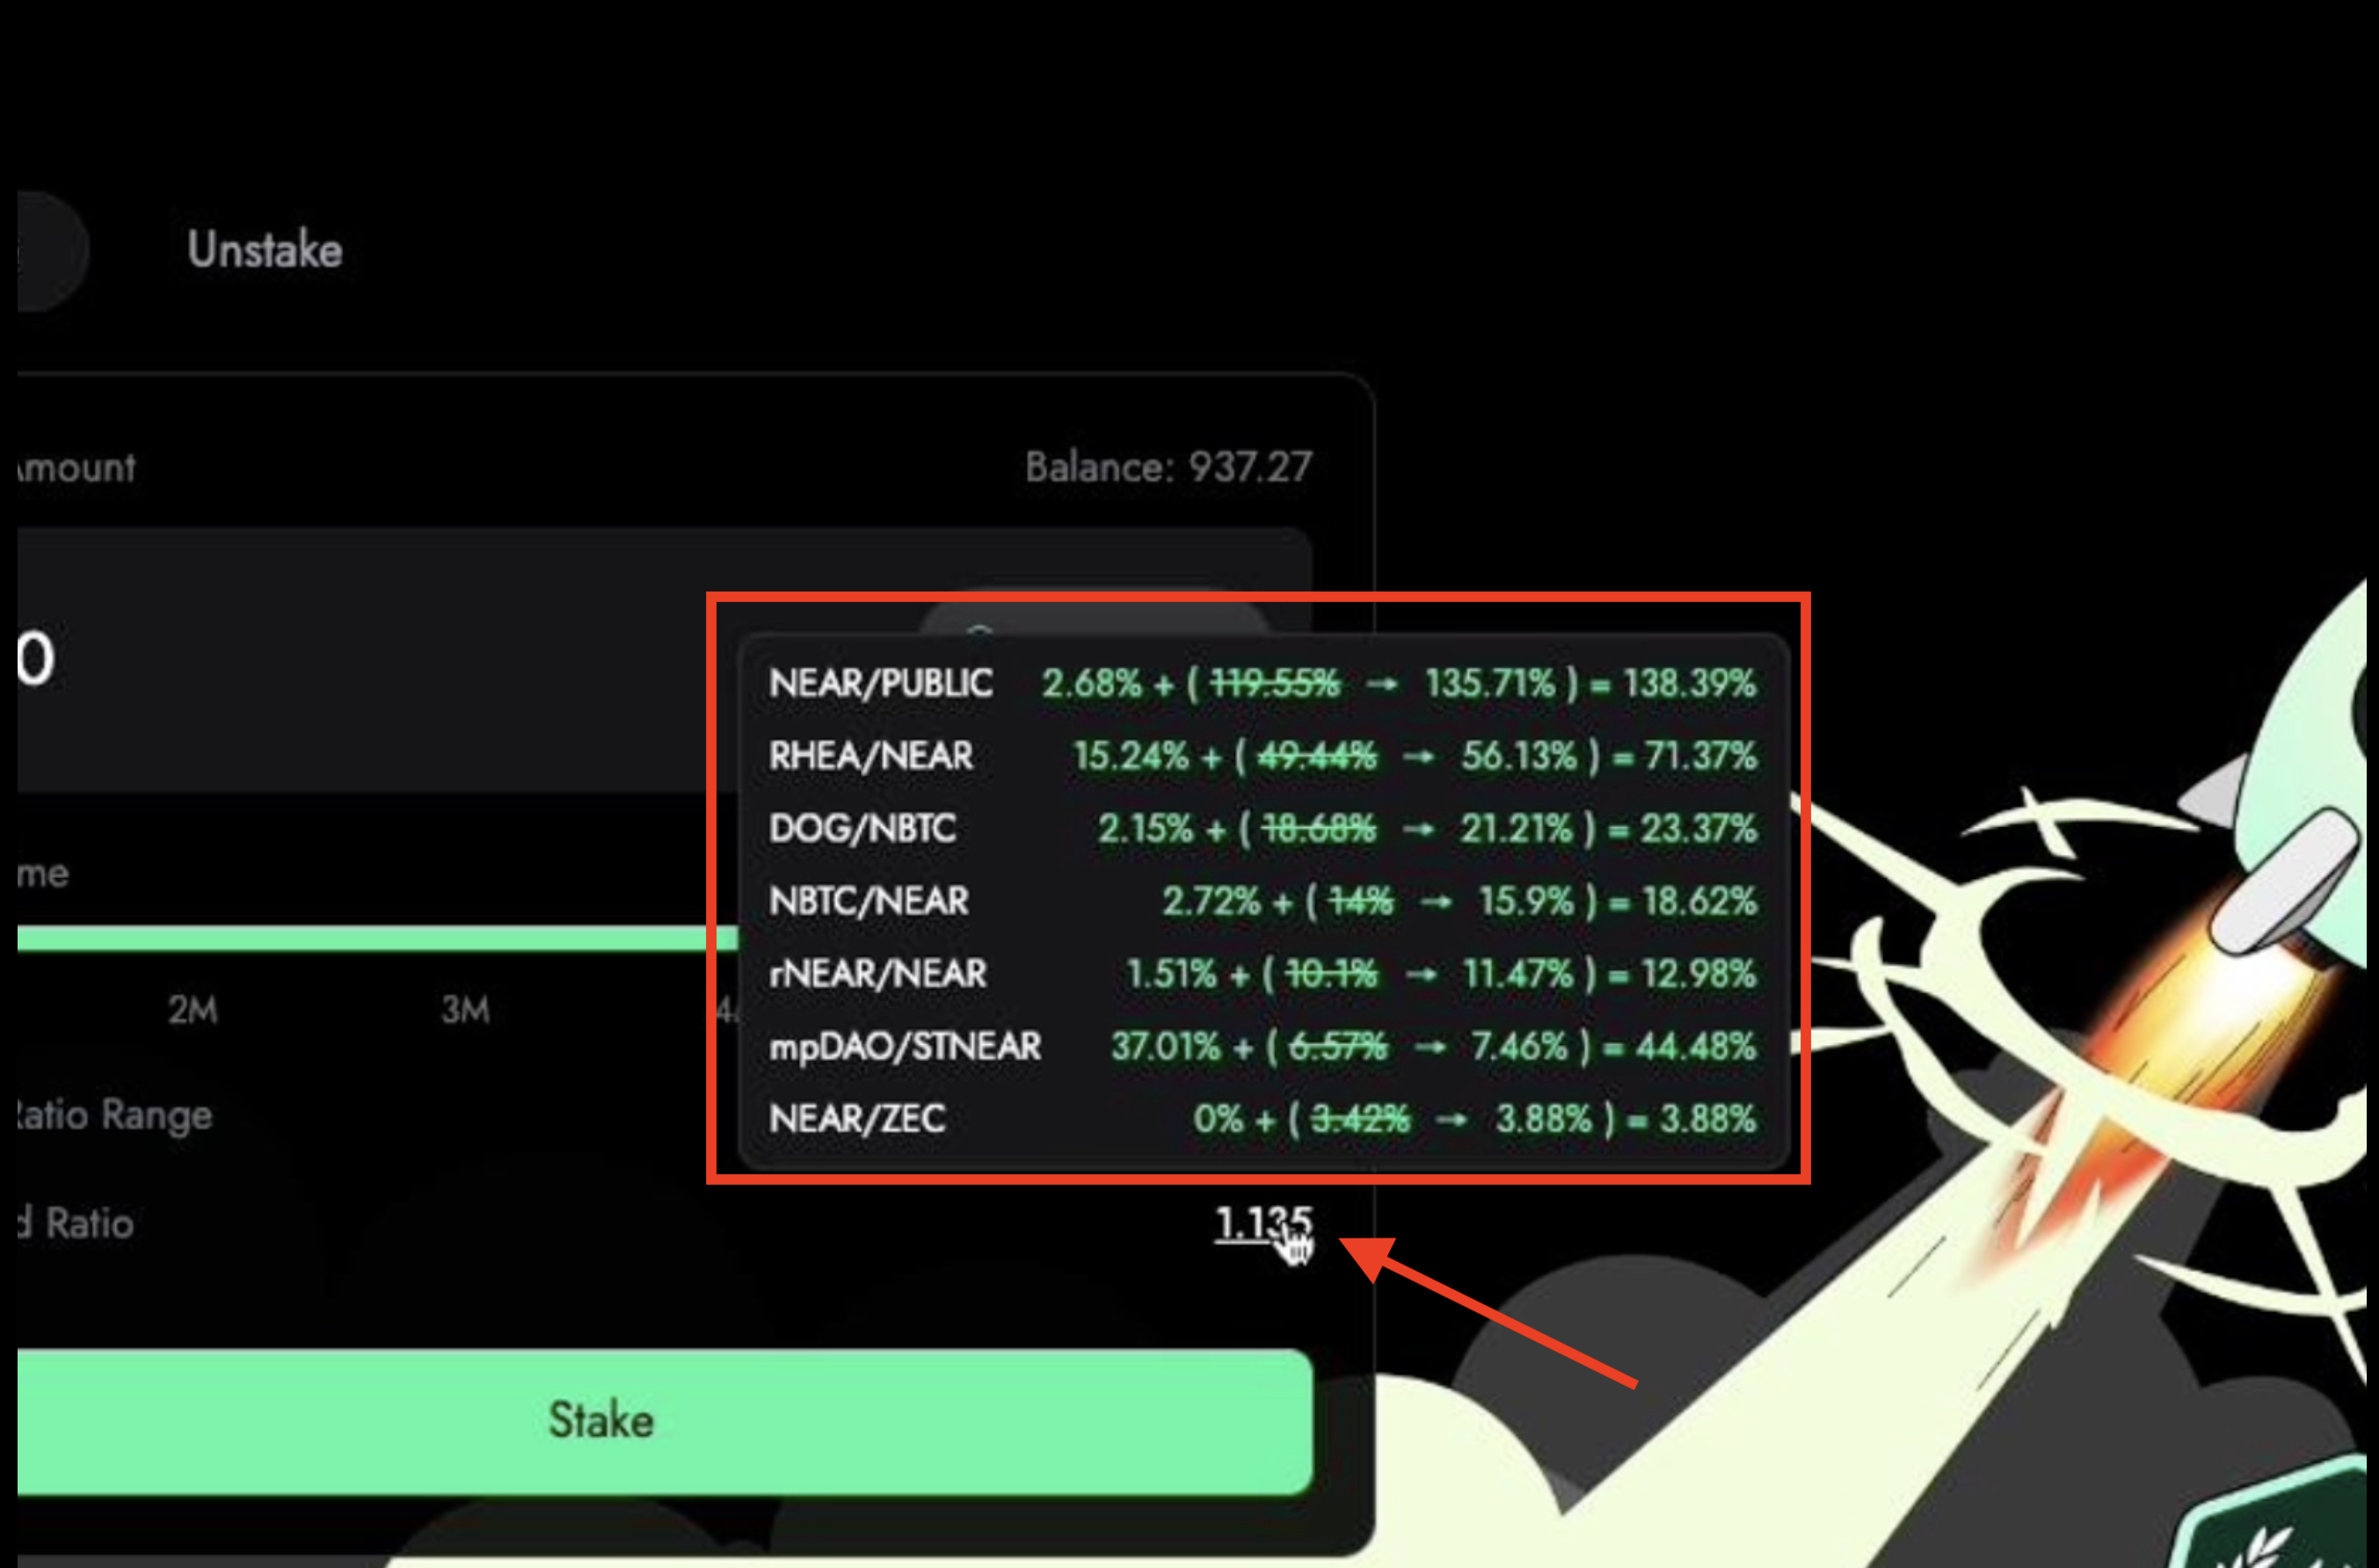 Unstake
Amount
Balance: 937.27
0
NEAR/PUBLIC 2.68% + ( 119.55% → 135.71% ) = 138.39%
RHEA/NEAR 15.24% + ( 49.44% → 56.13% ) = 71.37%
DOG/NBTC 2.15% + ( 18.68% → 21.21% ) = 23.37%
NBTC/NEAR 2.72% + ( 14% → 15.9% ) = 18.62%
rNEAR/NEAR 1.51% + ( 10.1% → 11.47% ) = 12.98%
mpDAO/STNEAR 37.01% + ( 6.57% → 7.46% ) = 44.48%
NEAR/ZEC 0% + ( 3.42% → 3.88% ) = 3.88%
me
2M 3M 4
Ratio Range
d Ratio
1.135
Stake